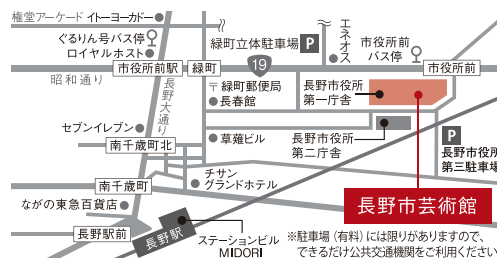 権堂アーケード イトーヨーカドー
ぐるりん号バス停
ロイヤルホスト
緑町立体駐車場 P
エネオス
市役所前
バス停
19
市役所前駅
緑町
市役所前
昭和通り
長野大通り
〒緑町郵便局
長春館
長野市役所
第一庁舎
セブンイレブン
草薙ビル
長野市役所
第二庁舎
P
長野市役所
第三駐車場
南千歳町北
南千歳町
チサン
グランドホテル
長野市芸術館
ながの東急百貨店
長野駅前
長野駅
ステーションビル
MIDORI
※駐車場（有料）には限りがありますので、
できるだけ公共交通機関をご利用ください